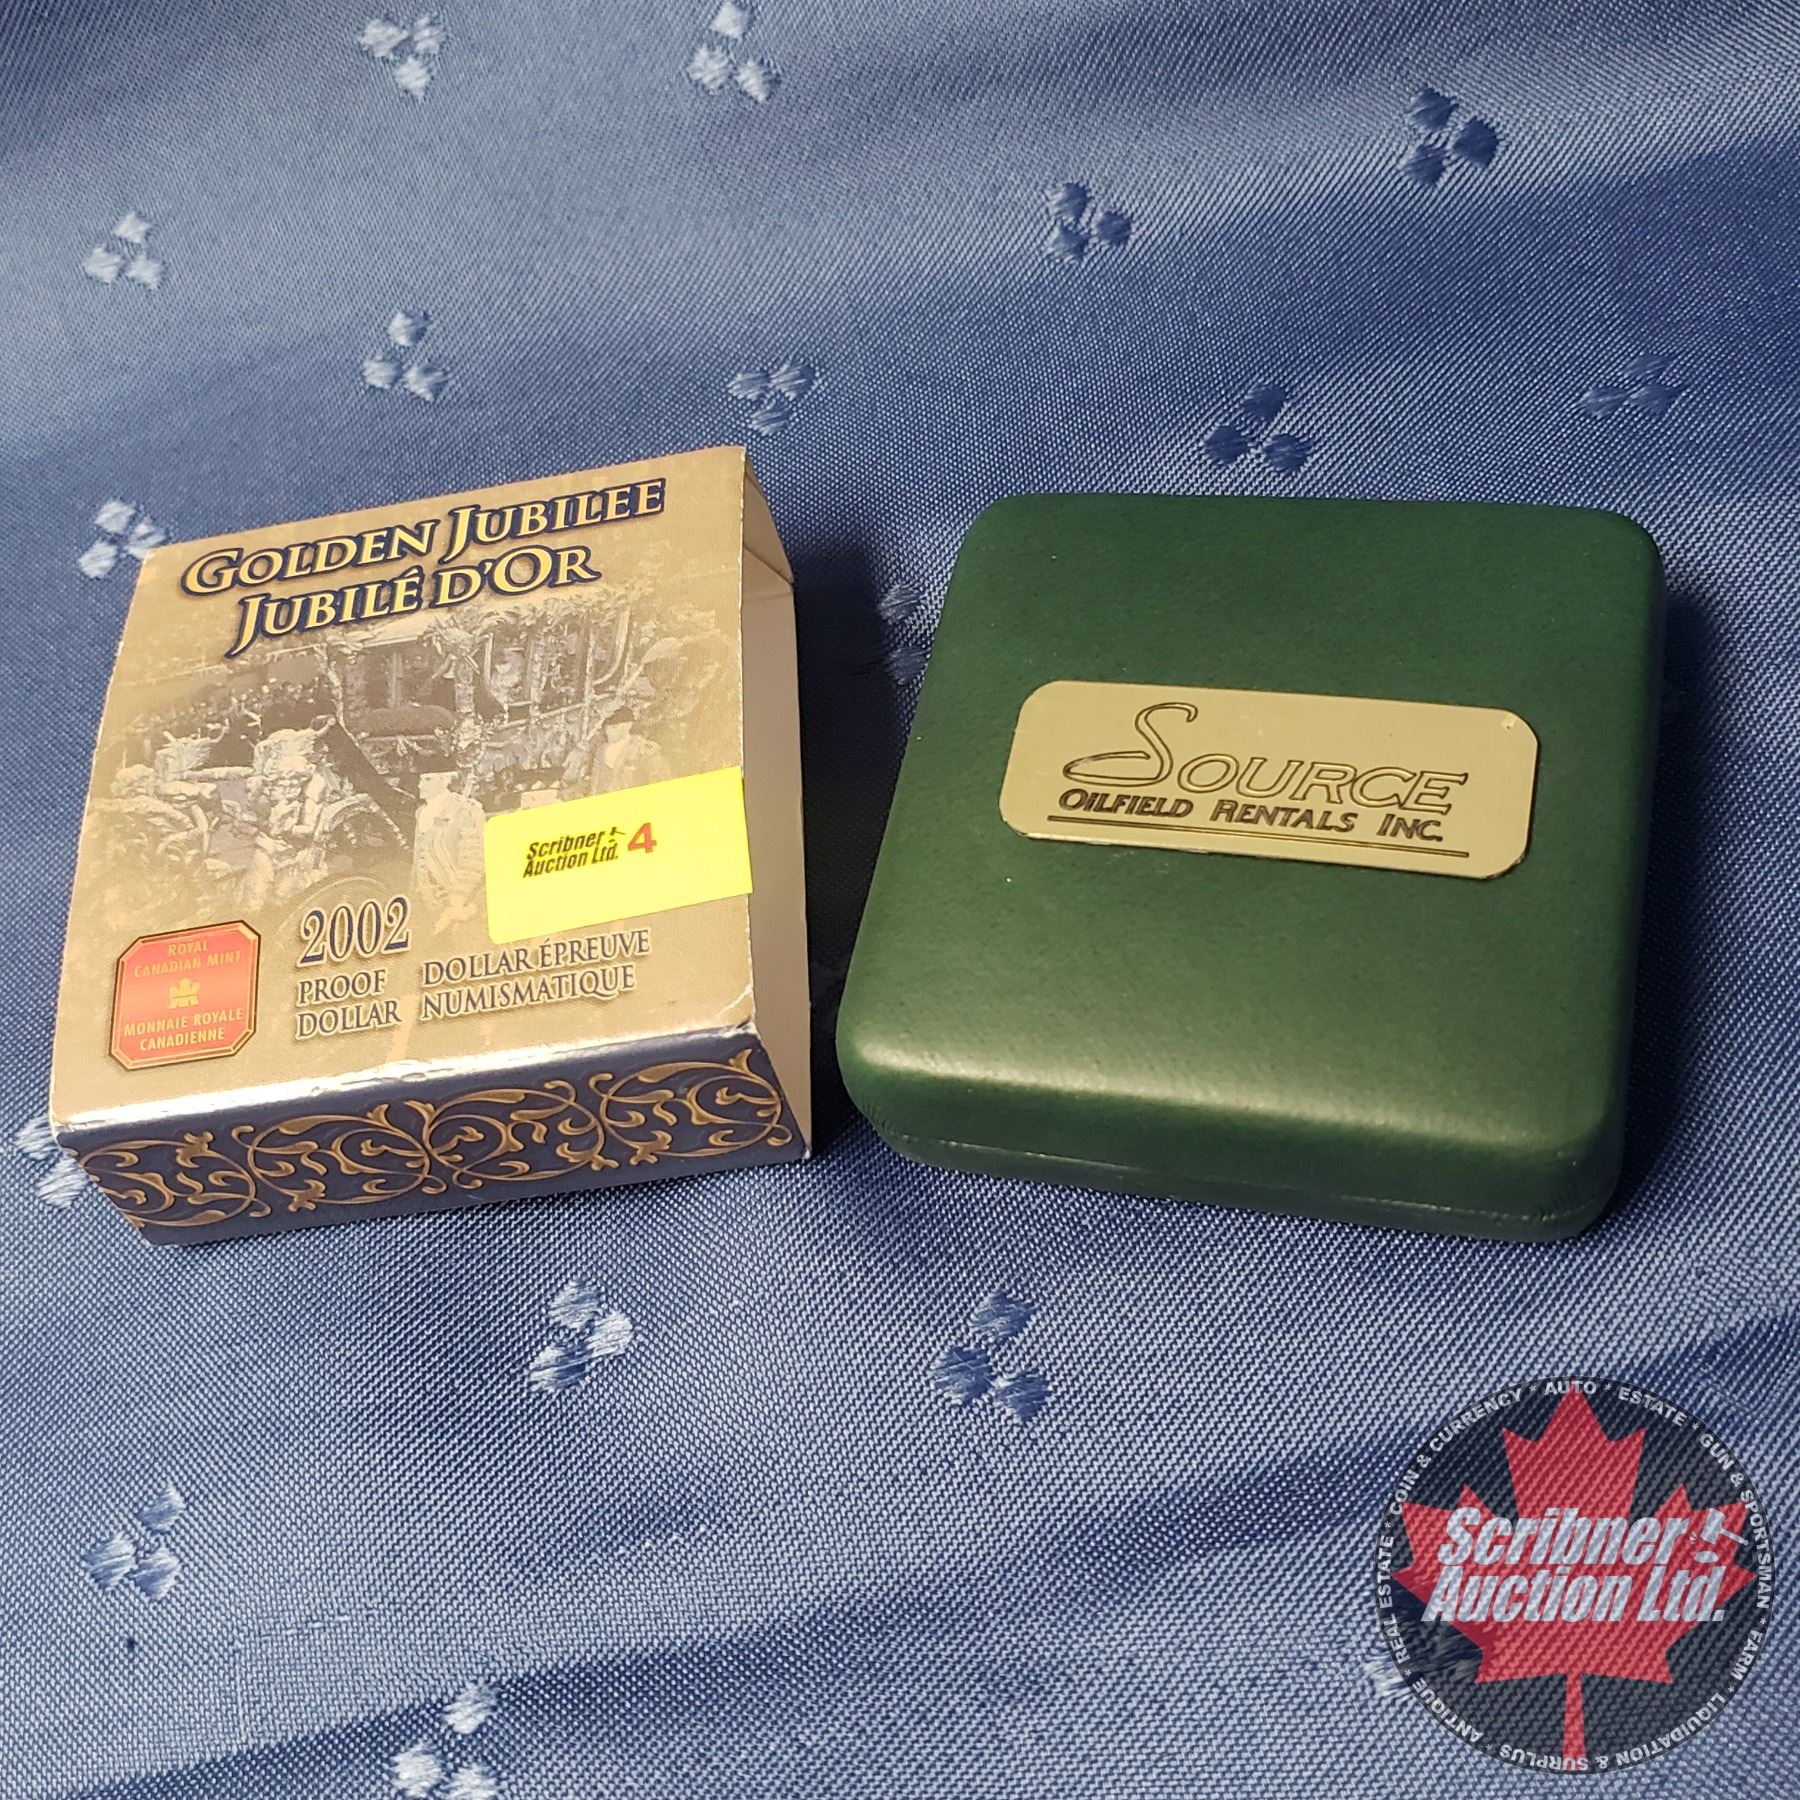 GOLDEN JUBILEE
JUBILÉ D'OR
Scribner
Auction Ltd. 4
2002
PROOF
DOLLAR
DOLLAR ÉPREUVE
NUMISMATIQUE
ROYAL
CANADIAN MINT
MONNAIE ROYALE
CANADIENNE
SOURCE
OILFIELD RENTALS INC.
Scribner
Auction Ltd.
REAL ESTATE * COIN & CURRENCY * AUTO * ESTATE * GUN & SPORTSMAN * FARM * LIQUIDATION & SURPLUS * ANTIQUE *